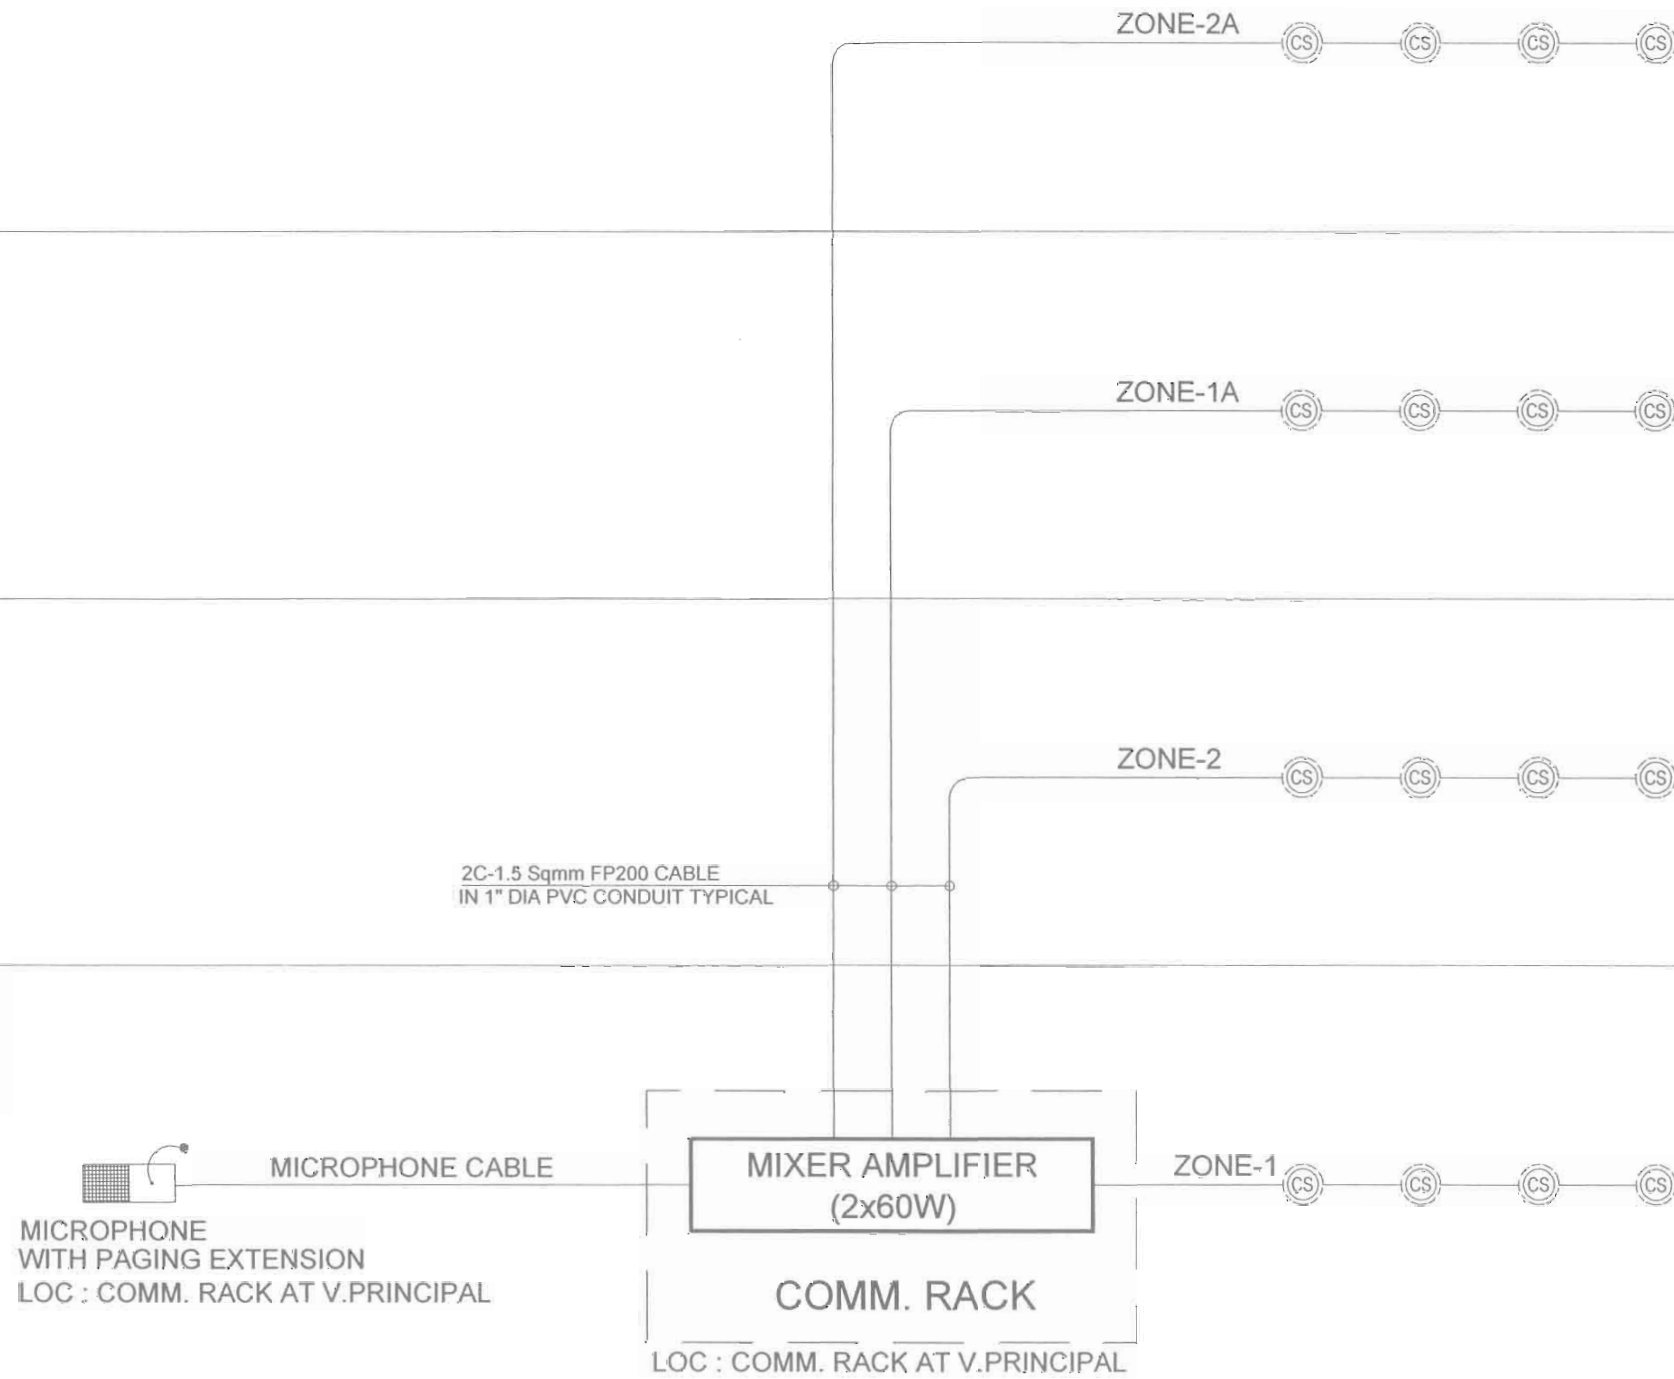 ZONE-2A
CS CS CS CS
ZONE-1A
CS CS CS CS
ZONE-2
CS CS CS CS
2C-1.5 Sqmm FP200 CABLE
IN 1" DIA PVC CONDUIT TYPICAL
MICROPHONE CABLE
MIXER AMPLIFIER
(2x60W)
ZONE-1
CS CS CS CS
MICROPHONE
WITH PAGING EXTENSION
LOC : COMM. RACK AT V.PRINCIPAL
COMM. RACK
LOC : COMM. RACK AT V.PRINCIPAL